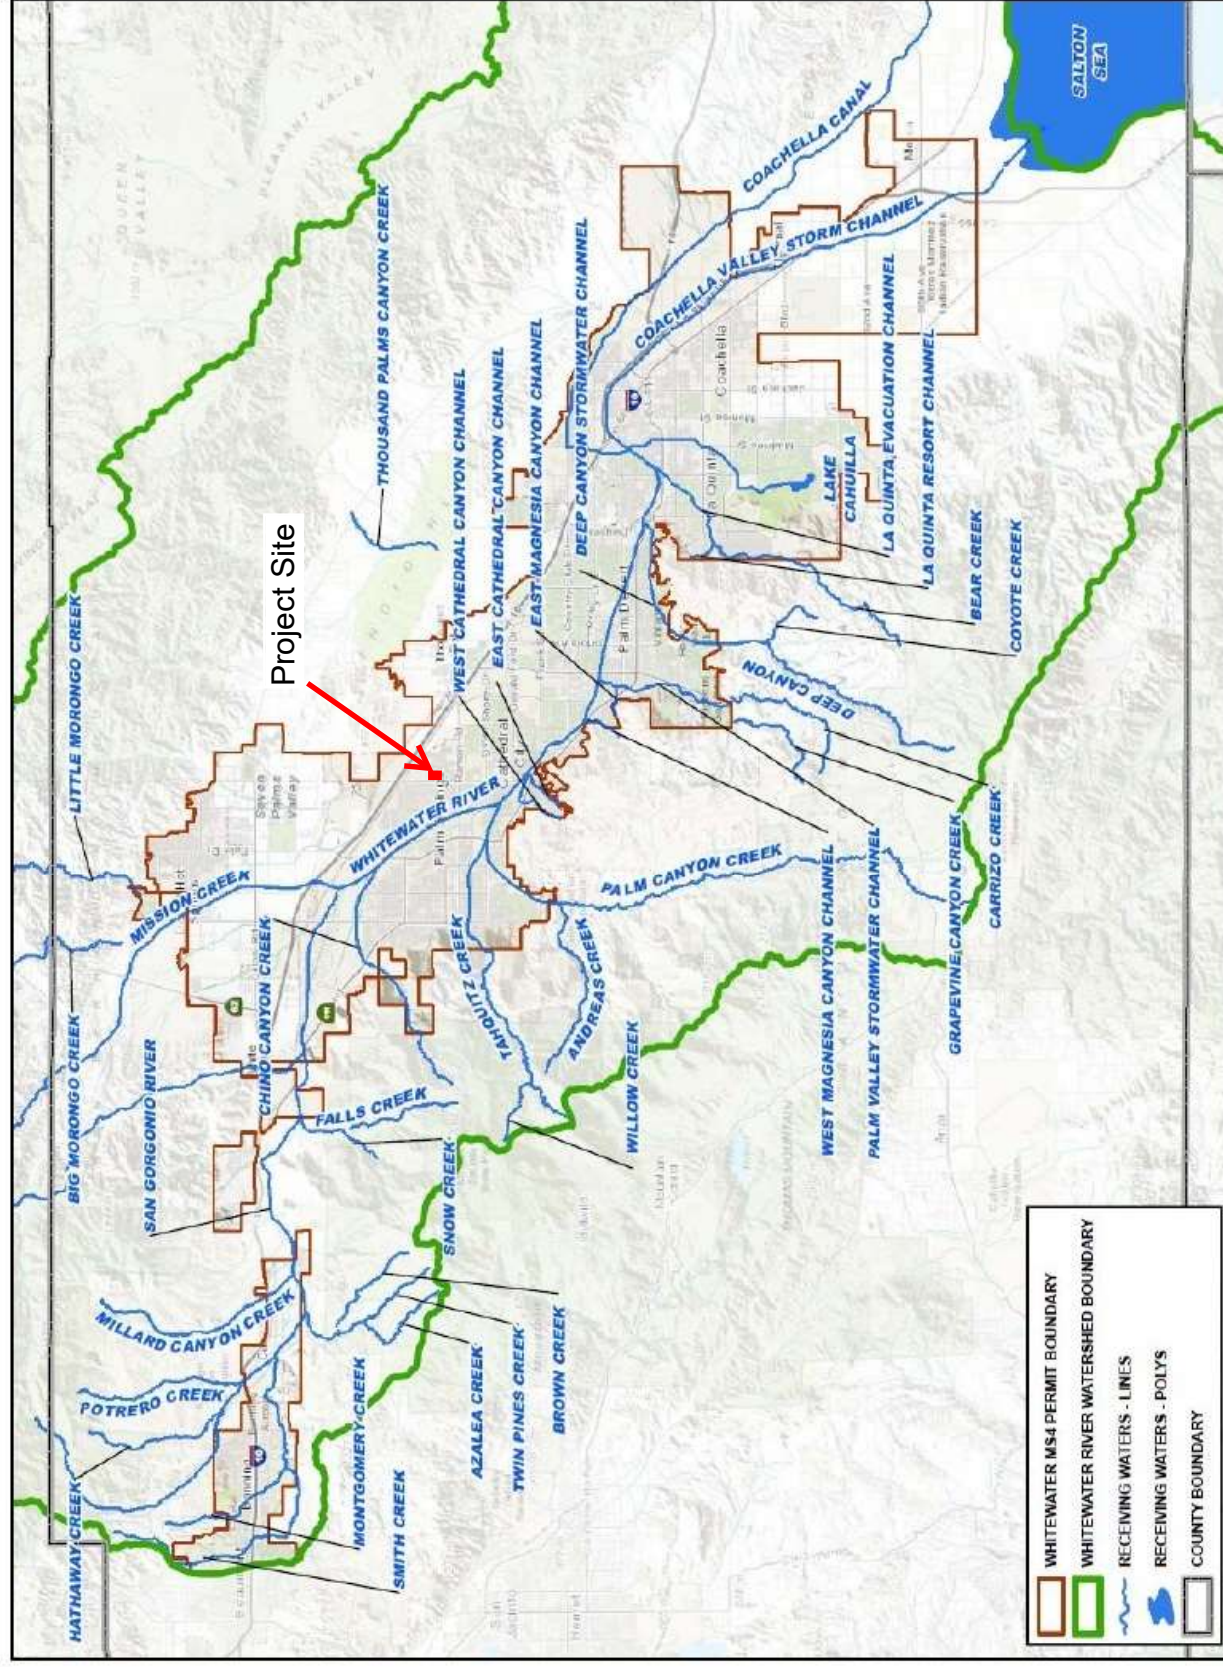 HATHAWAY CREEK
BIG MORONGO CREEK
LITTLE MORONGO CREEK
POTRERO CREEK
MILLARD CANYON CREEK
SAN GORGONIO RIVER
MISSION CREEK
Project Site
THOUSAND PALMS CANYON CREEK
CHINO CANYON CREEK
FALLS CREEK
WHITEWATER RIVER
WEST CATHEDRAL CANYON CHANNEL
EAST CATHEDRAL CANYON CHANNEL
EAST MAGNESIA CANYON CHANNEL
DEEP CANYON STORMWATER CHANNEL
COACHELLA CANAL
COACHELLA VALLEY STORM CHANNEL
SALTON
SEA
MONTGOMERY CREEK
SMITH CREEK
AZALEA CREEK
TWIN PINES CREEK
BROWN CREEK
SNOW CREEK
TAHQUITZ CREEK
ANDREAS CREEK
WILLOW CREEK
PALM CANYON CREEK
DEEP CANYON
LAKE
CAHUILLA
LA QUINTA EVACUATION CHANNEL
LA QUINTA RESORT CHANNEL
BEAR CREEK
COYOTE CREEK
WEST MAGNESIA CANYON CHANNEL
PALM VALLEY STORMWATER CHANNEL
GRAPEVINE CANYON CREEK
CARRIZO CREEK
Seven
Palms
Valley
Palm Desert
Coachella
WHITEWATER MS4 PERMIT BOUNDARY
WHITEWATER RIVER WATERSHED BOUNDARY
RECEIVING WATERS - LINES
RECEIVING WATERS - POLYS
COUNTY BOUNDARY